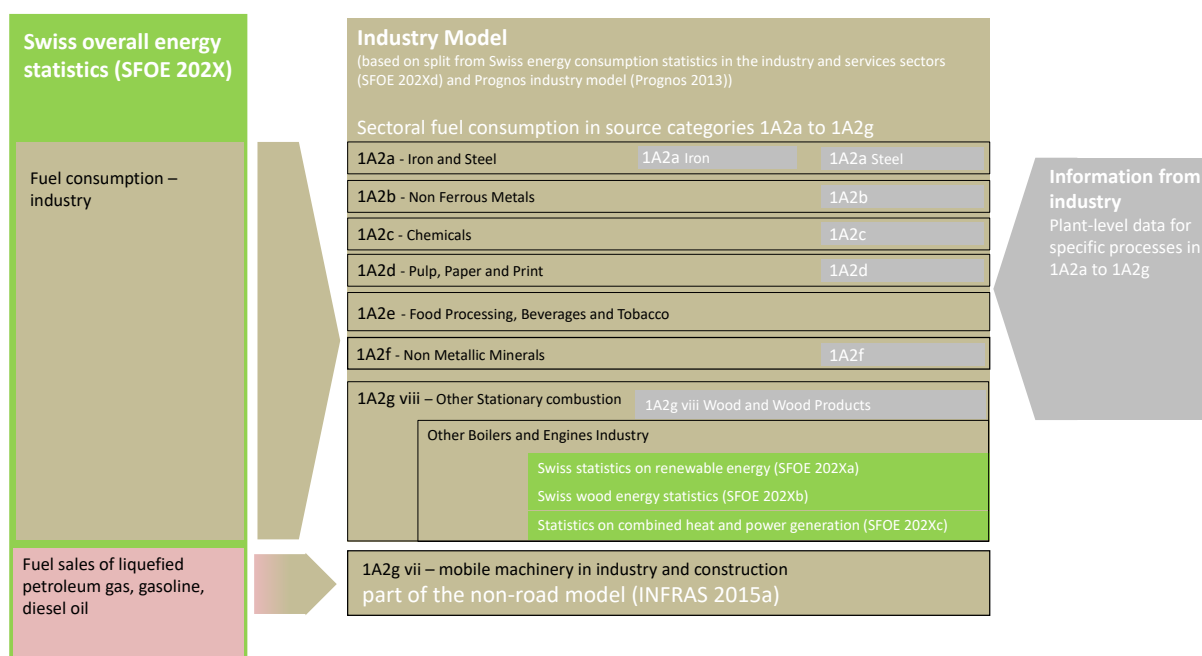 Swiss overall energy
statistics (SFOE 202X)
Fuel consumption –
industry
Fuel sales of liquefied
petroleum gas, gasoline,
diesel oil
Industry Model
(based on split from Swiss energy consumption statistics in the industry and services sectors
(SFOE 202Xd) and Prognos industry model (Prognos 2013))
Sectoral fuel consumption in source categories 1A2a to 1A2g
1A2a - Iron and Steel
1A2a Iron
1A2a Steel
1A2b - Non Ferrous Metals
1A2b
1A2c - Chemicals
1A2c
1A2d - Pulp, Paper and Print
1A2d
1A2e - Food Processing, Beverages and Tobacco
1A2f - Non Metallic Minerals
1A2f
1A2g viii – Other Stationary combustion
1A2g viii Wood and Wood Products
Other Boilers and Engines Industry
Swiss statistics on renewable energy (SFOE 202Xa)
Swiss wood energy statistics (SFOE 202Xb)
Statistics on combined heat and power generation (SFOE 202Xc)
1A2g vii – mobile machinery in industry and construction
part of the non-road model (INFRAS 2015a)
Information from
industry
Plant-level data for
specific processes in
1A2a to 1A2g